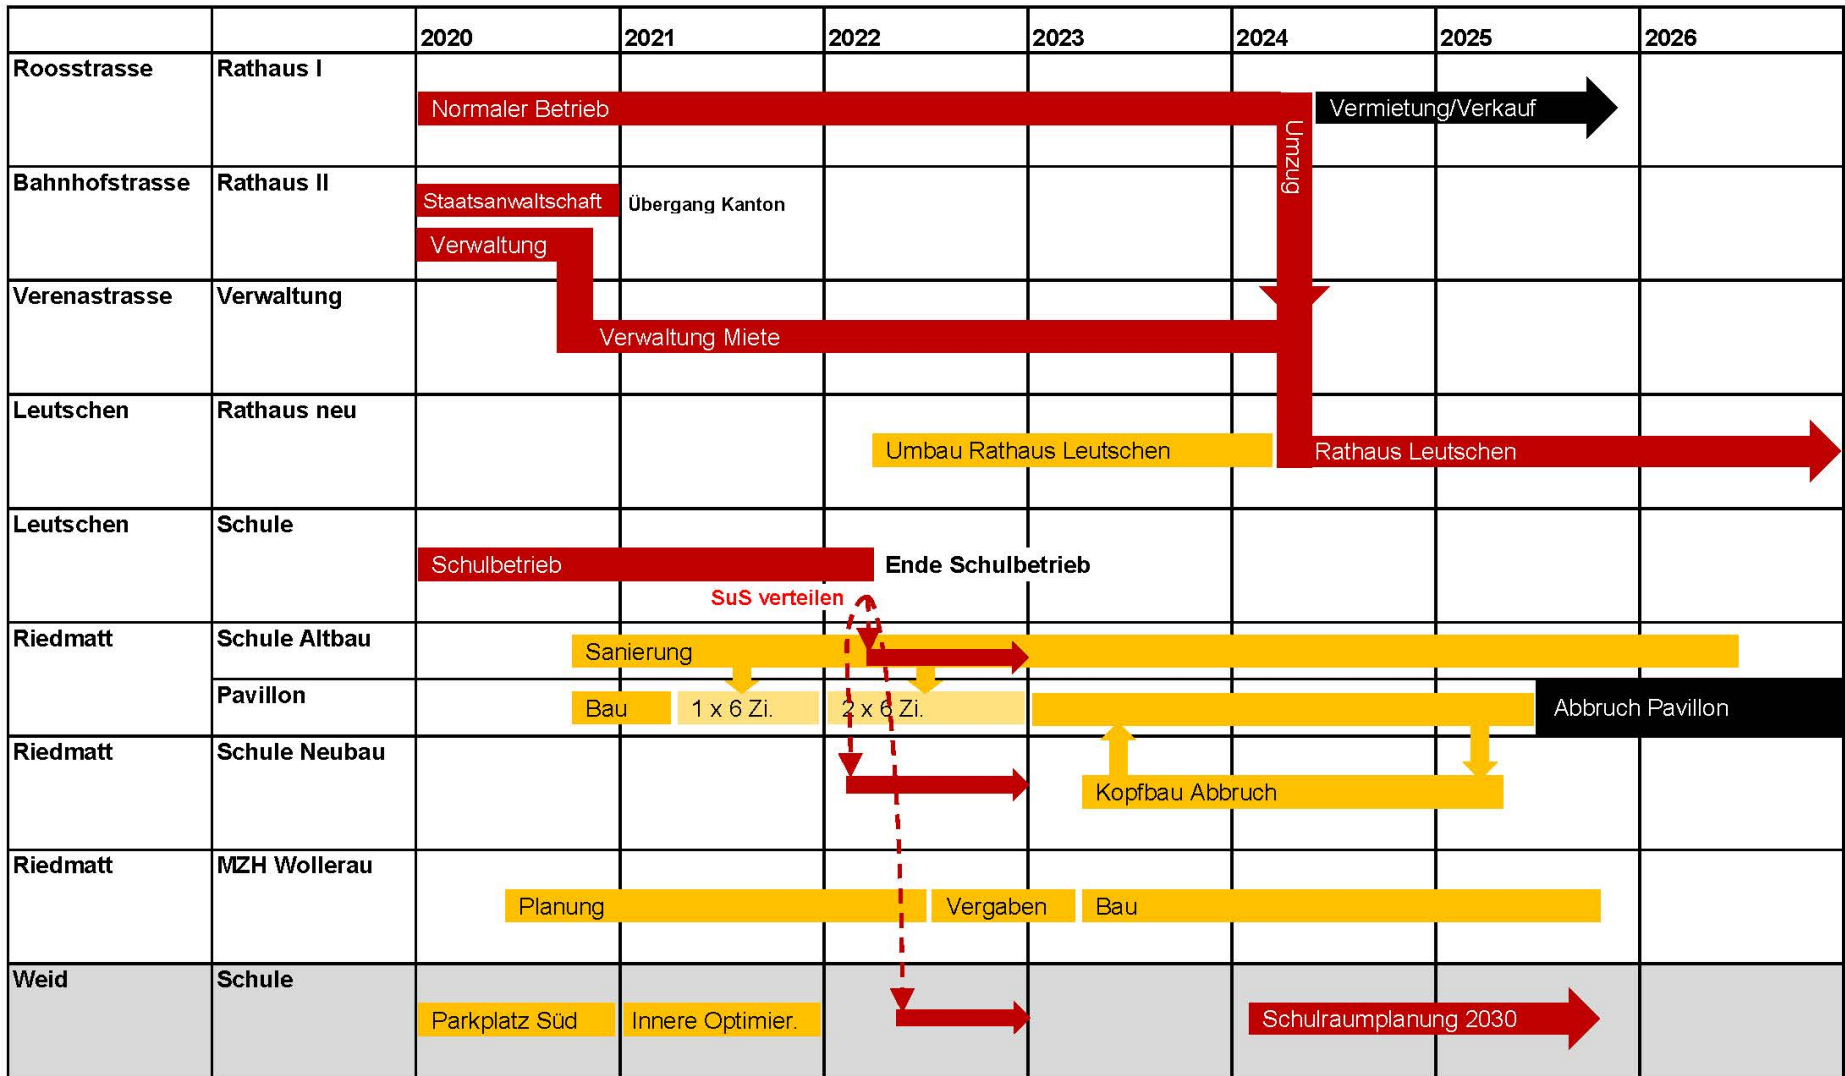 2020 2021 2022 2023 2024 2025 2026
Roosstrasse Rathaus I
Normaler Betrieb
Umzug
Vermietung/Verkauf
Bahnhofstrasse Rathaus II
Staatsanwaltschaft Übergang Kanton
Verwaltung
Verenastrasse Verwaltung
Verwaltung Miete
Leutschen Rathaus neu
Umbau Rathaus Leutschen Rathaus Leutschen
Leutschen Schule
Schulbetrieb Ende Schulbetrieb
SuS verteilen
Riedmatt Schule Altbau
Sanierung
Pavillon
Bau 1 x 6 Zi. 2 x 6 Zi. Abbruch Pavillon
Riedmatt Schule Neubau
Kopfbau Abbruch
Riedmatt MZH Wollerau
Planung Vergaben Bau
Weid Schule
Parkplatz Süd Innere Optimier. Schulraumplanung 2030